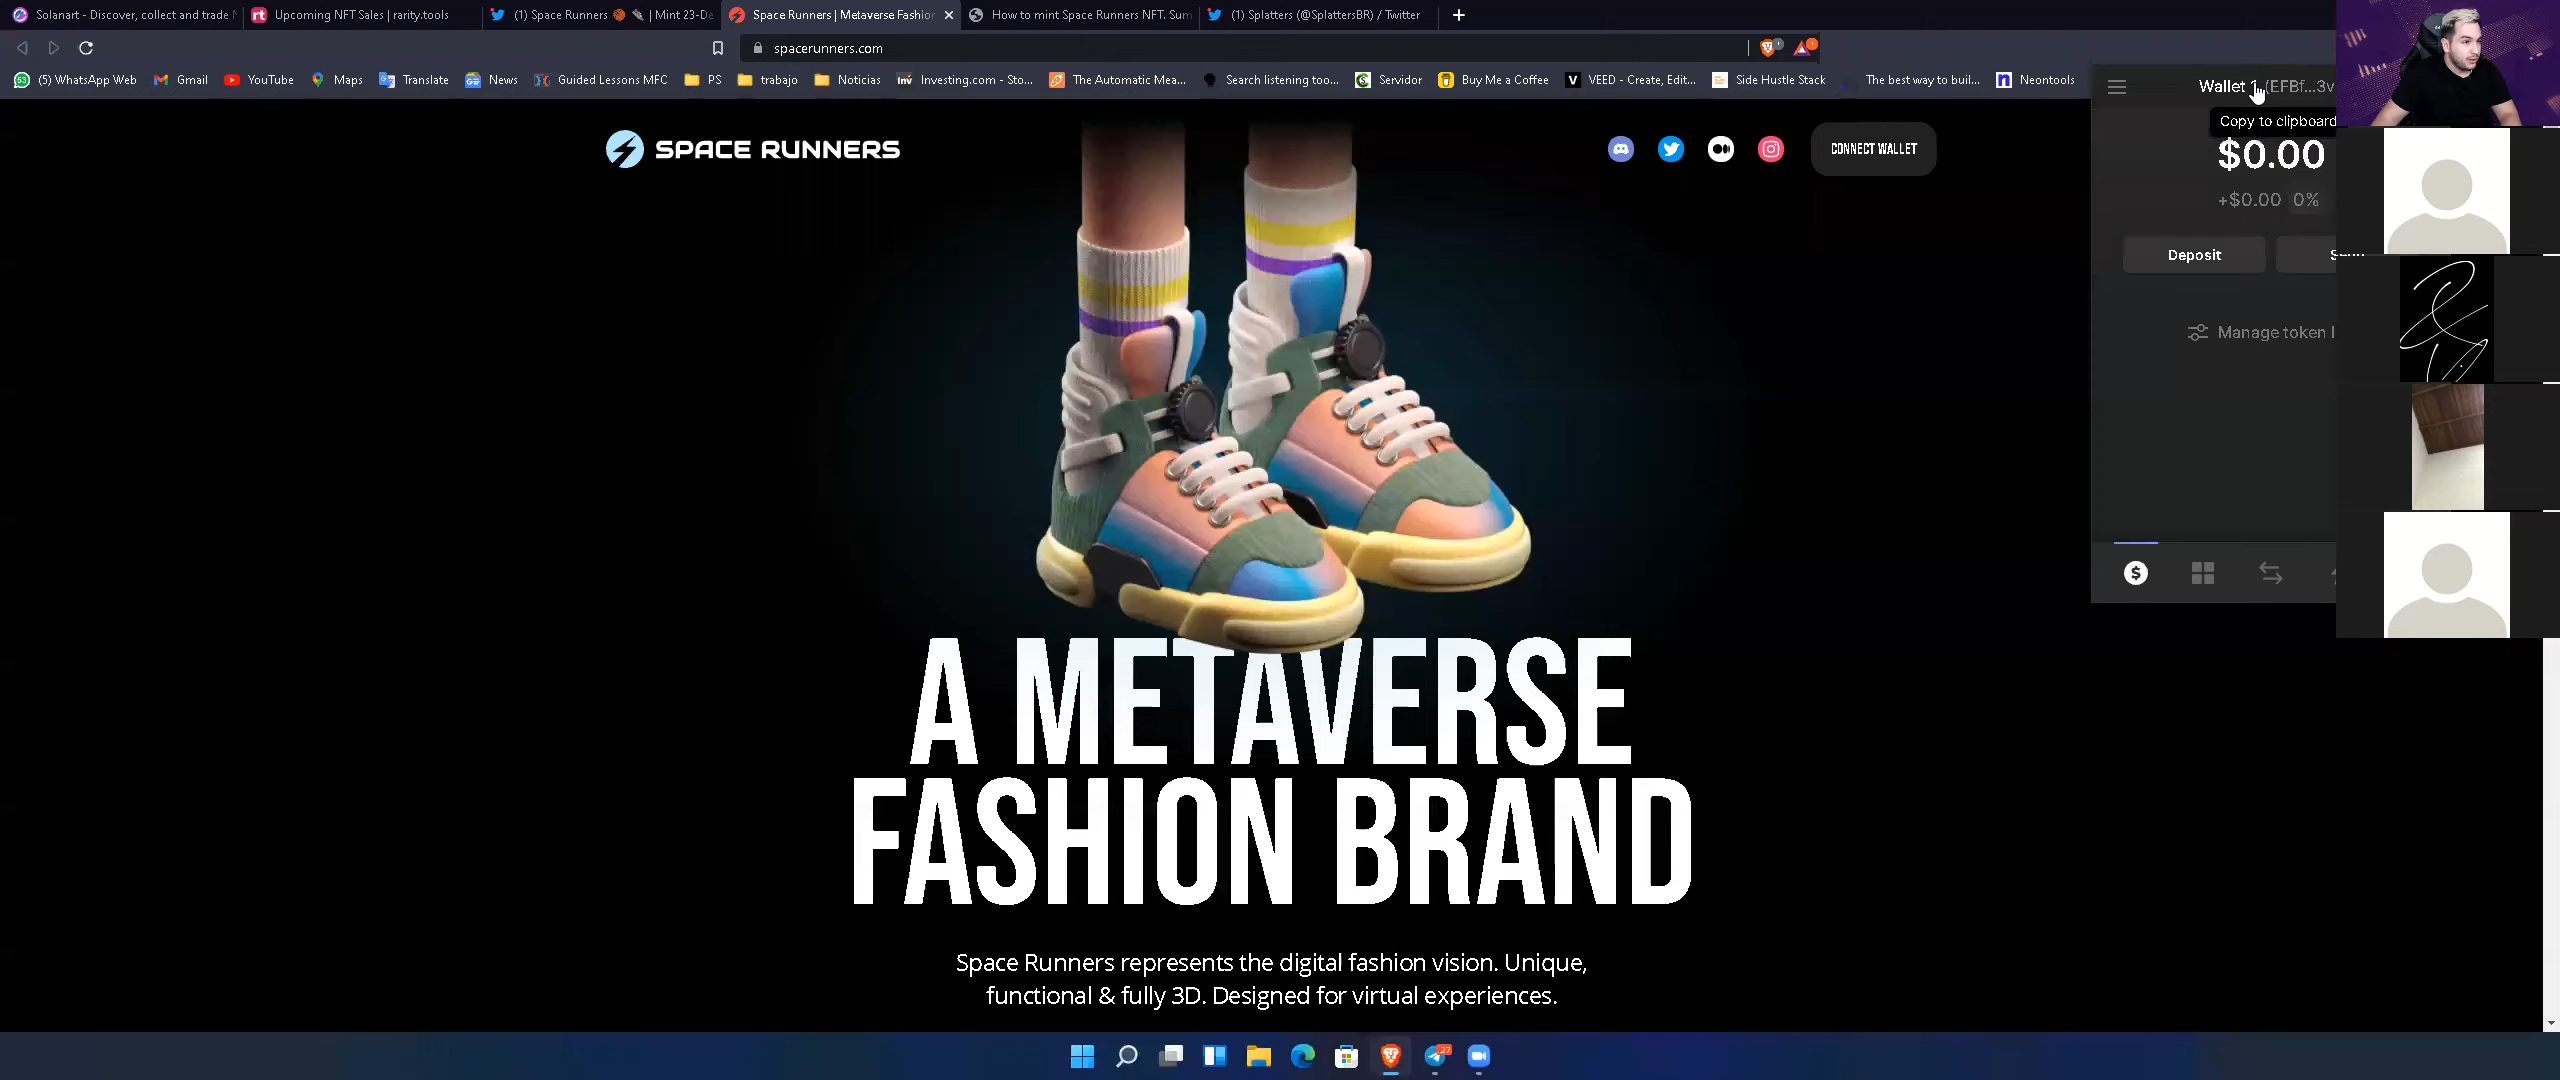 Solanart - Discover, collect and trade
Upcoming NFT Sales | rarity.tools
(1) Space Runners 🏀 | Mint 23-De
Space Runners | Metaverse Fashion
How to mint Space Runners NFT. Sum
(1) Splatters (@SplattersBR) / Twitter
spacerunners.com
(5) WhatsApp Web
Gmail
YouTube
Maps
Translate
News
Guided Lessons MFC
PS
trabajo
Noticias
Investing.com - Sto...
The Automatic Mea...
Search listening too...
Servidor
Buy Me a Coffee
VEED - Create, Edit...
Side Hustle Stack
The best way to buil...
Neontools
SPACE RUNNERS
CONNECT WALLET
Wallet 1 (EFBf...3v
Copy to clipboard
$0.00
+$0.00 0%
Deposit
Manage token l
A METAVERSE
FASHION BRAND
Space Runners represents the digital fashion vision. Unique,
functional & fully 3D. Designed for virtual experiences.
27